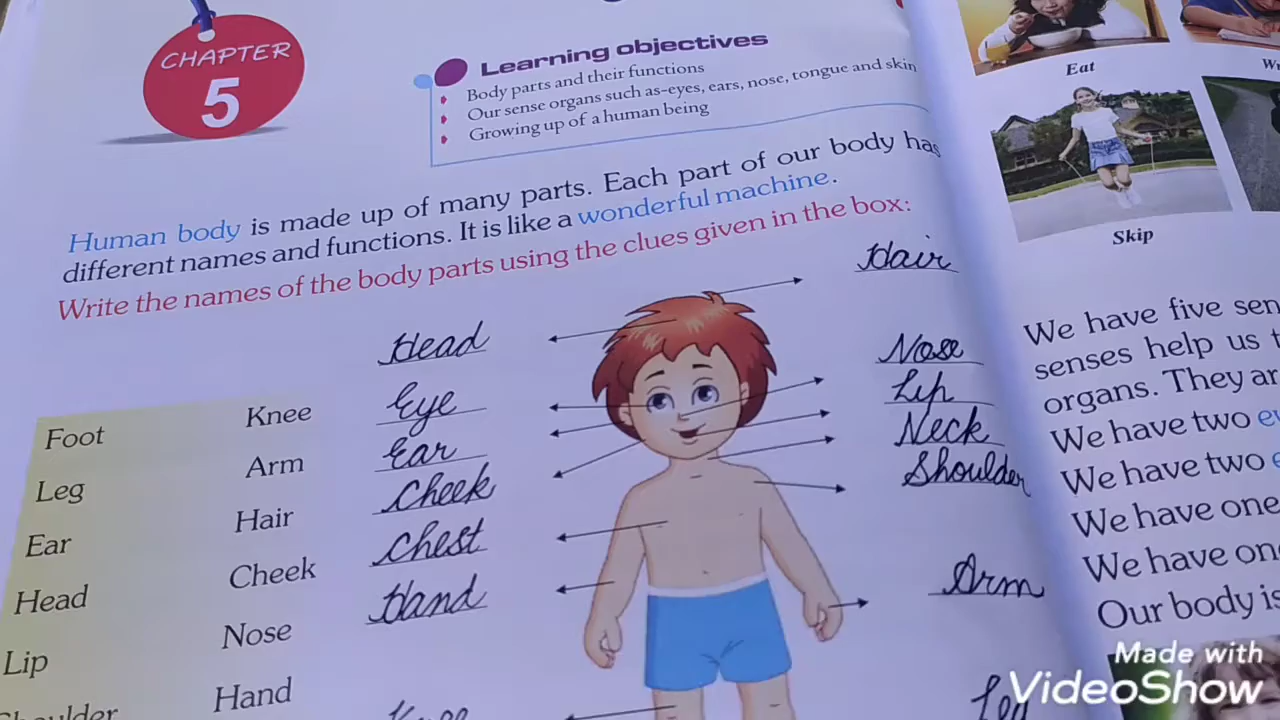 CHAPTER
5
Learning objectives
Body parts and their functions
Our sense organs such as-eyes, ears, nose, tongue and skin
Growing up of a human being
Human body is made up of many parts. Each part of our body has
different names and functions. It is like a wonderful machine.
Write the names of the body parts using the clues given in the box:
Foot Knee
Leg Arm
Ear Hair
Head Cheek
Lip Nose
Hand
Head
Eye
Ear
Cheek
Chest
Hand
Knee
Hair
Nose
Lip
Neck
Shoulder
Arm
Leg
Eat
Skip
We have five
senses help us
organs. They
We have two
We have two
We have one
We have
Our body is
Made with
VideoShow